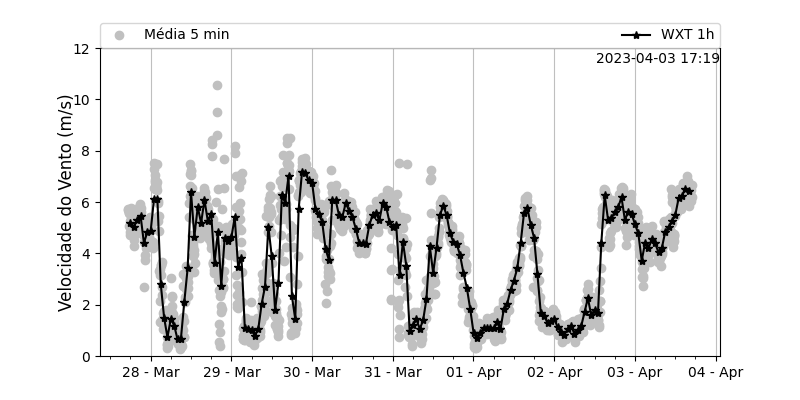 Média 5 min
WXT 1h
2023-04-03 17:19
12
10
8
6
4
2
0
Velocidade do Vento (m/s)
28 - Mar
29 - Mar
30 - Mar
31 - Mar
01 - Apr
02 - Apr
03 - Apr
04 - Apr